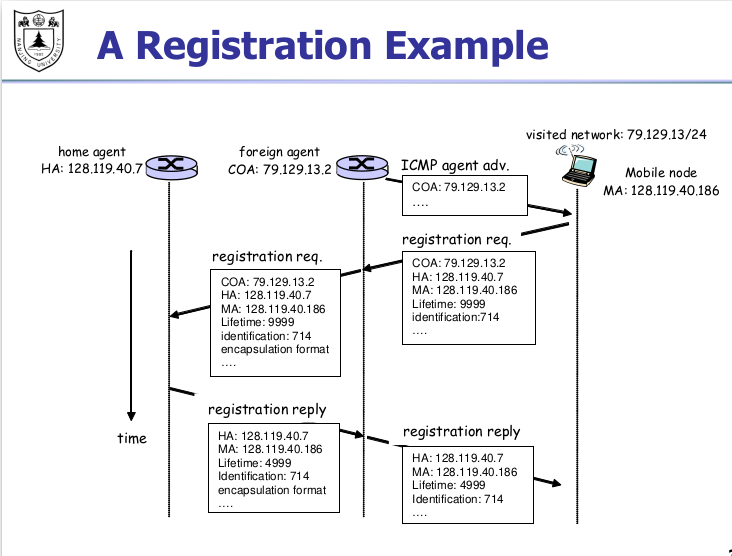 NANJING UNIVERSITY
A Registration Example
visited network: 79.129.13/24
home agent
HA: 128.119.40.7
foreign agent
COA: 79.129.13.2
ICMP agent adv.
COA: 79.129.13.2
....
Mobile node
MA: 128.119.40.186
registration req.
COA: 79.129.13.2
HA: 128.119.40.7
MA: 128.119.40.186
Lifetime: 9999
identification:714
....
registration req.
COA: 79.129.13.2
HA: 128.119.40.7
MA: 128.119.40.186
Lifetime: 9999
identification: 714
encapsulation format
....
time
registration reply
HA: 128.119.40.7
MA: 128.119.40.186
Lifetime: 4999
Identification: 714
encapsulation format
....
registration reply
HA: 128.119.40.7
MA: 128.119.40.186
Lifetime: 4999
Identification: 714
....